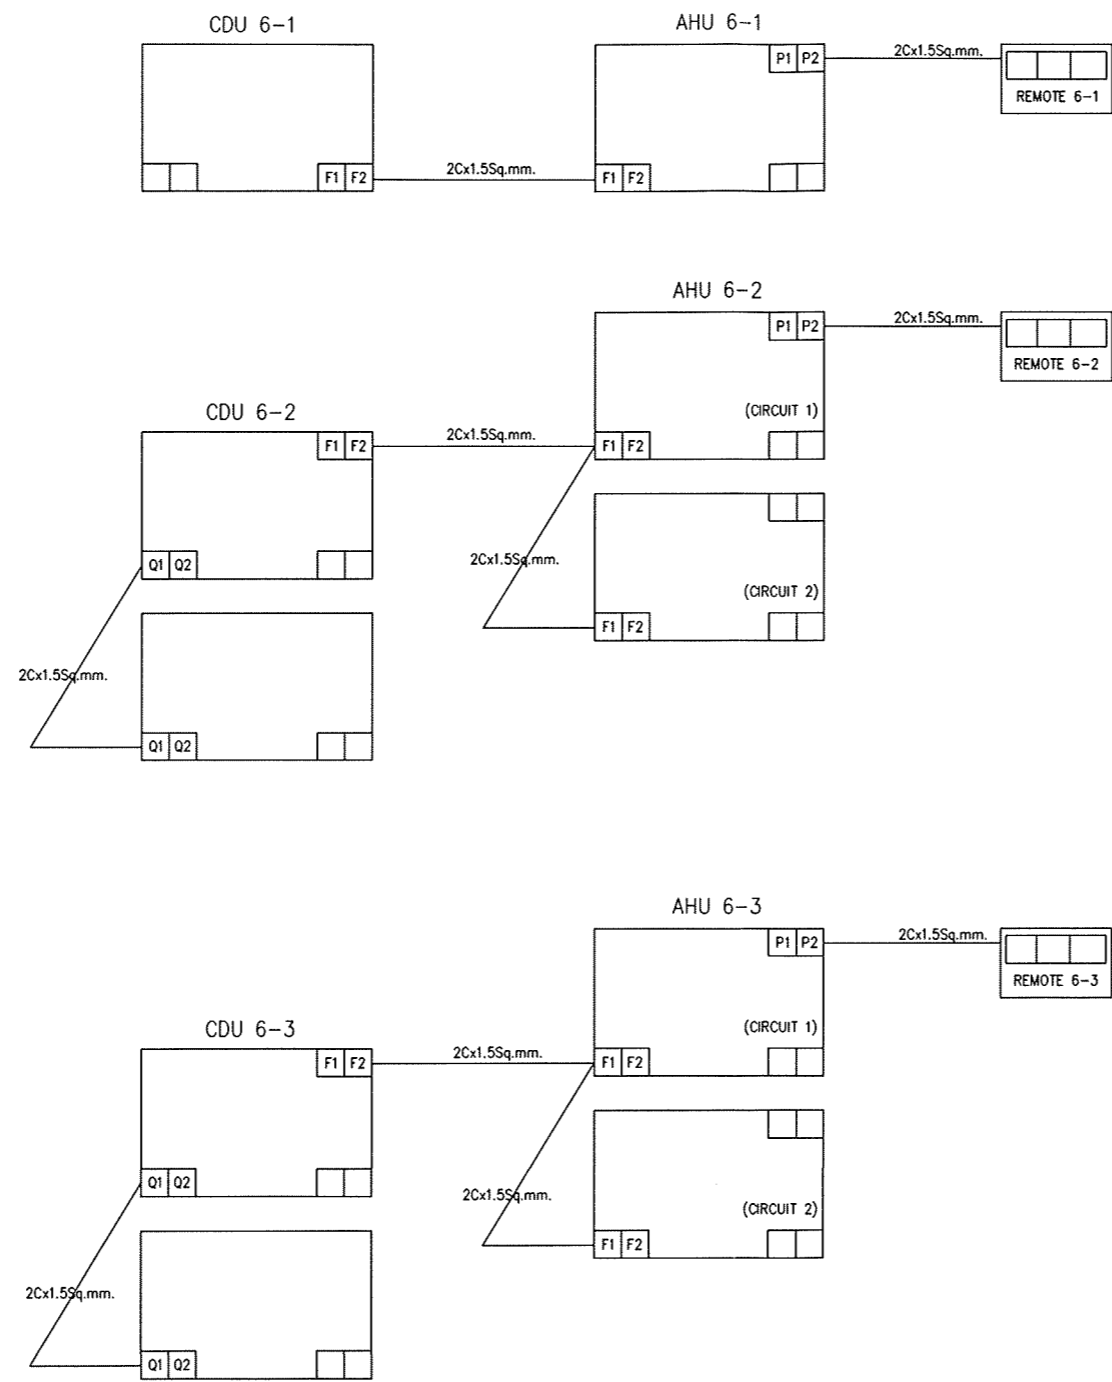 CDU 6-1
AHU 6-1
P1 P2
2Cx1.5Sq.mm.
REMOTE 6-1
F1 F2
2Cx1.5Sq.mm.
F1 F2
AHU 6-2
P1 P2
2Cx1.5Sq.mm.
REMOTE 6-2
(CIRCUIT 1)
CDU 6-2
F1 F2
2Cx1.5Sq.mm.
F1 F2
Q1 Q2
2Cx1.5Sq.mm.
(CIRCUIT 2)
F1 F2
2Cx1.5Sq.mm.
Q1 Q2
AHU 6-3
P1 P2
2Cx1.5Sq.mm.
REMOTE 6-3
(CIRCUIT 1)
CDU 6-3
F1 F2
2Cx1.5Sq.mm.
F1 F2
Q1 Q2
2Cx1.5Sq.mm.
(CIRCUIT 2)
F1 F2
2Cx1.5Sq.mm.
Q1 Q2